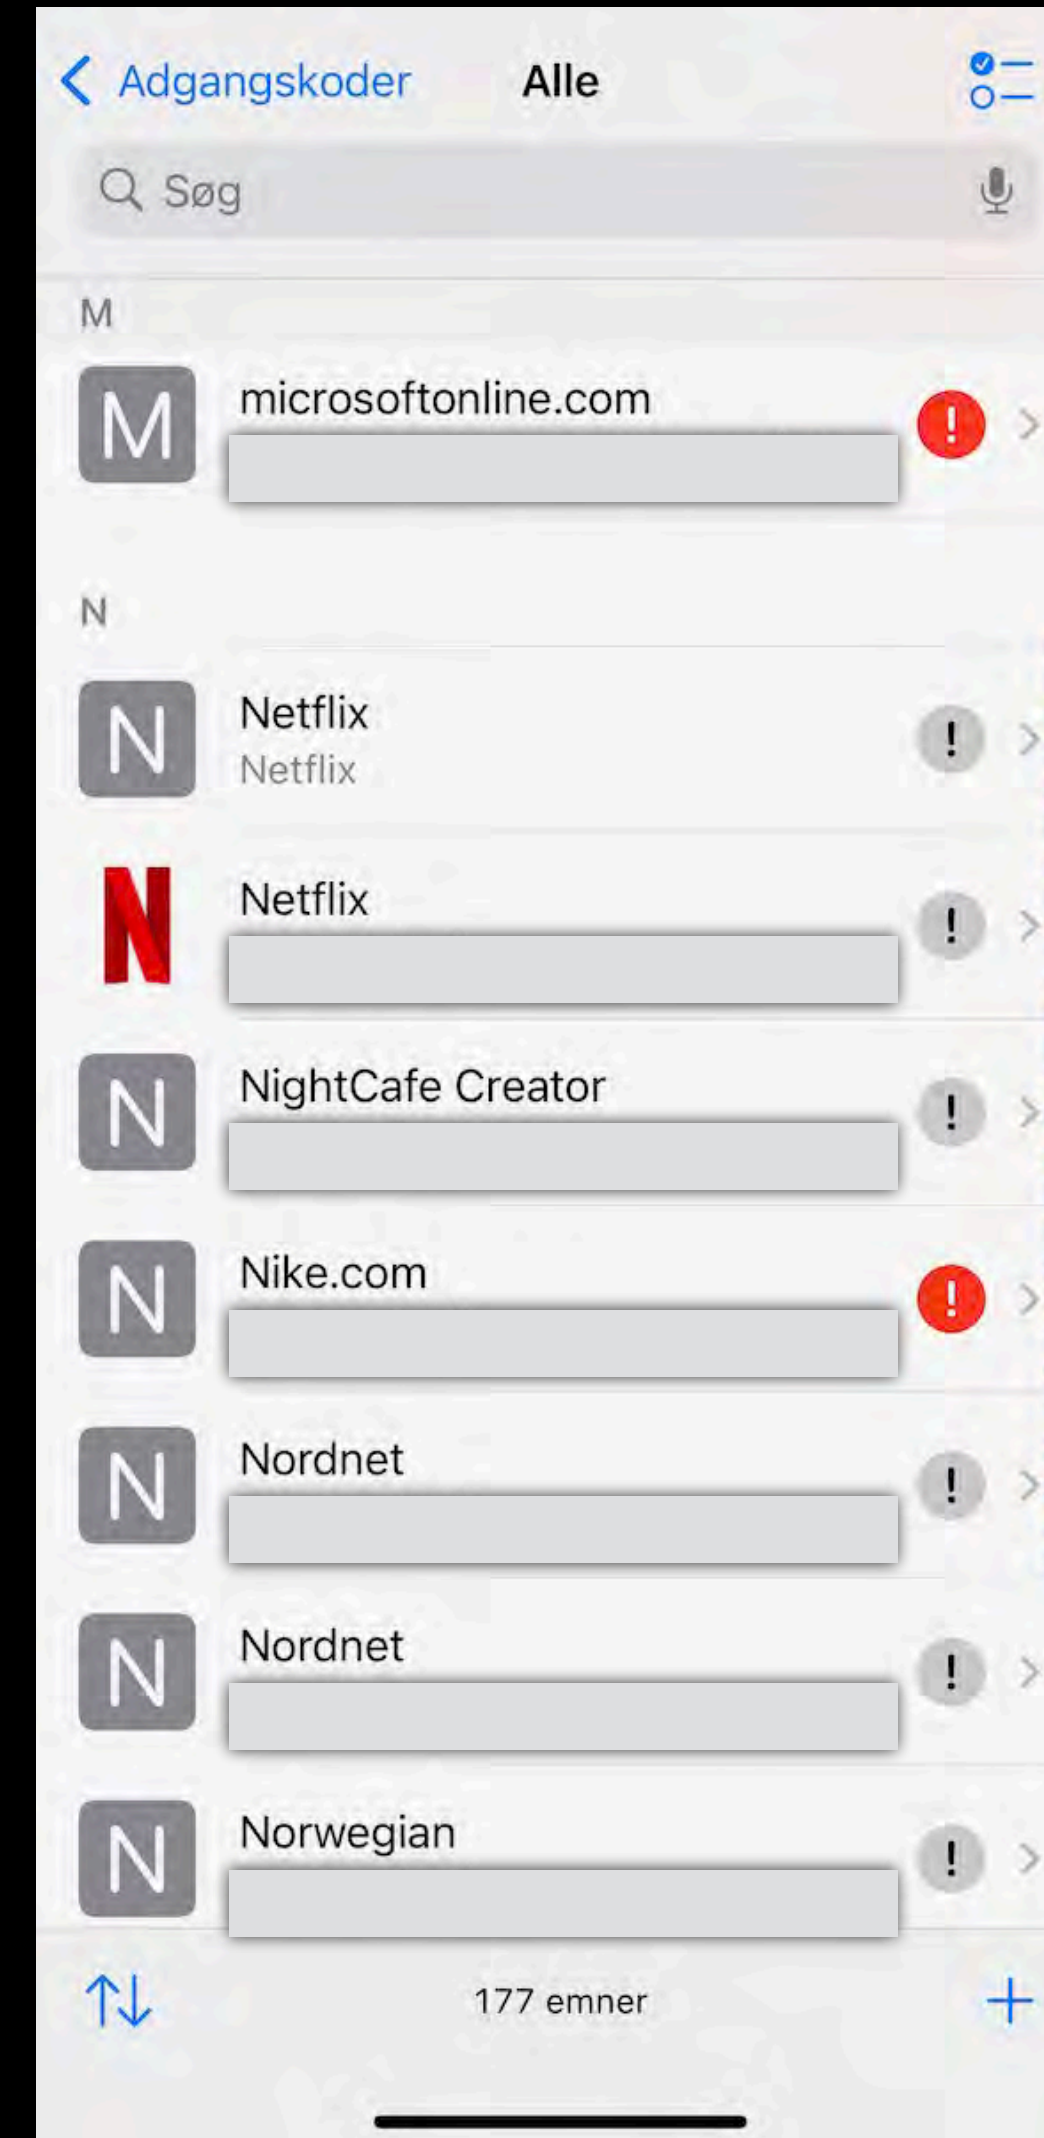 Adgangskoder Alle
Søg
M
M microsoftonline.com !
N
N Netflix !
Netflix
N Netflix !
N NightCafe Creator !
N Nike.com !
N Nordnet !
N Nordnet !
N Norwegian !
177 emner